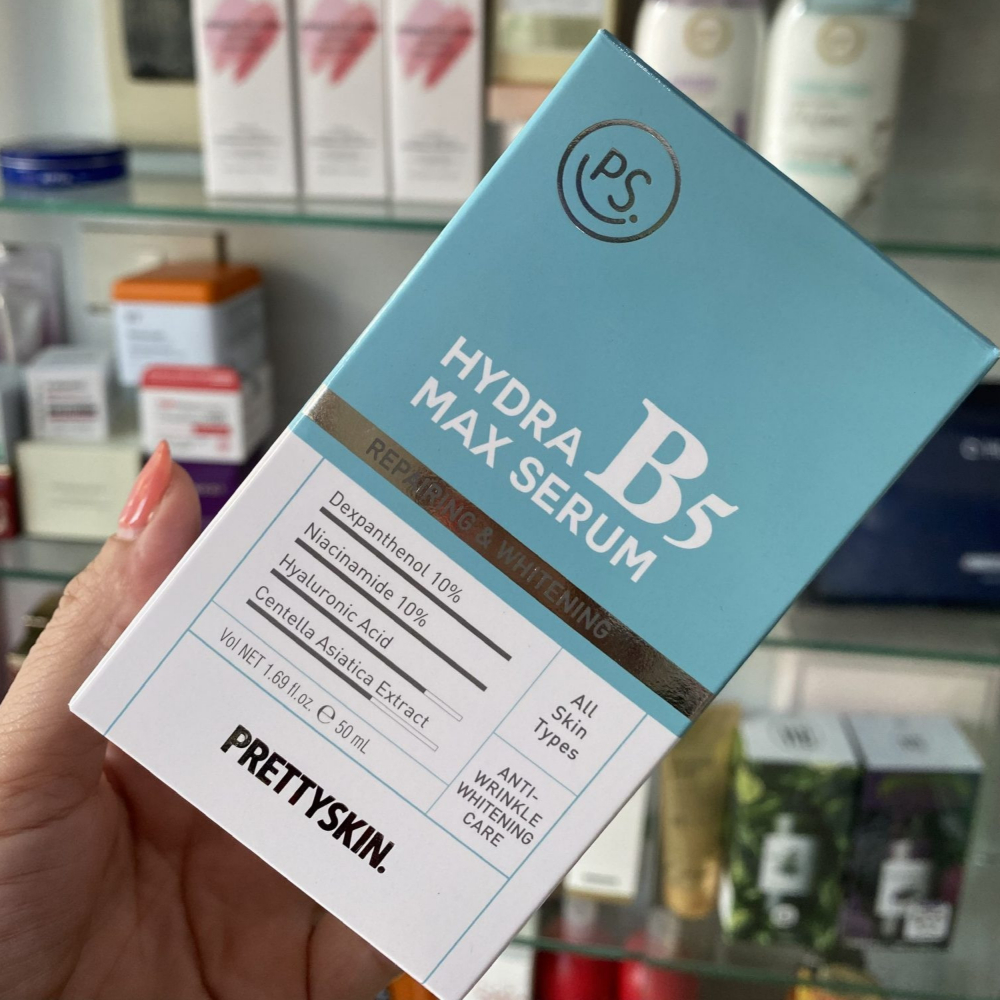 PS.
HYDRA B5
MAX SERUM
REPAIRING & WHITENING
Dexpanthenol 10%
Niacinamide 10%
Hyaluronic Acid
Centella Asiatica Extract
Vol NET 1.69 fl.oz. ℮ 50 mL
All
Skin
Types
ANTI-
WRINKLE
WHITENING
CARE
PRETTYSKIN.